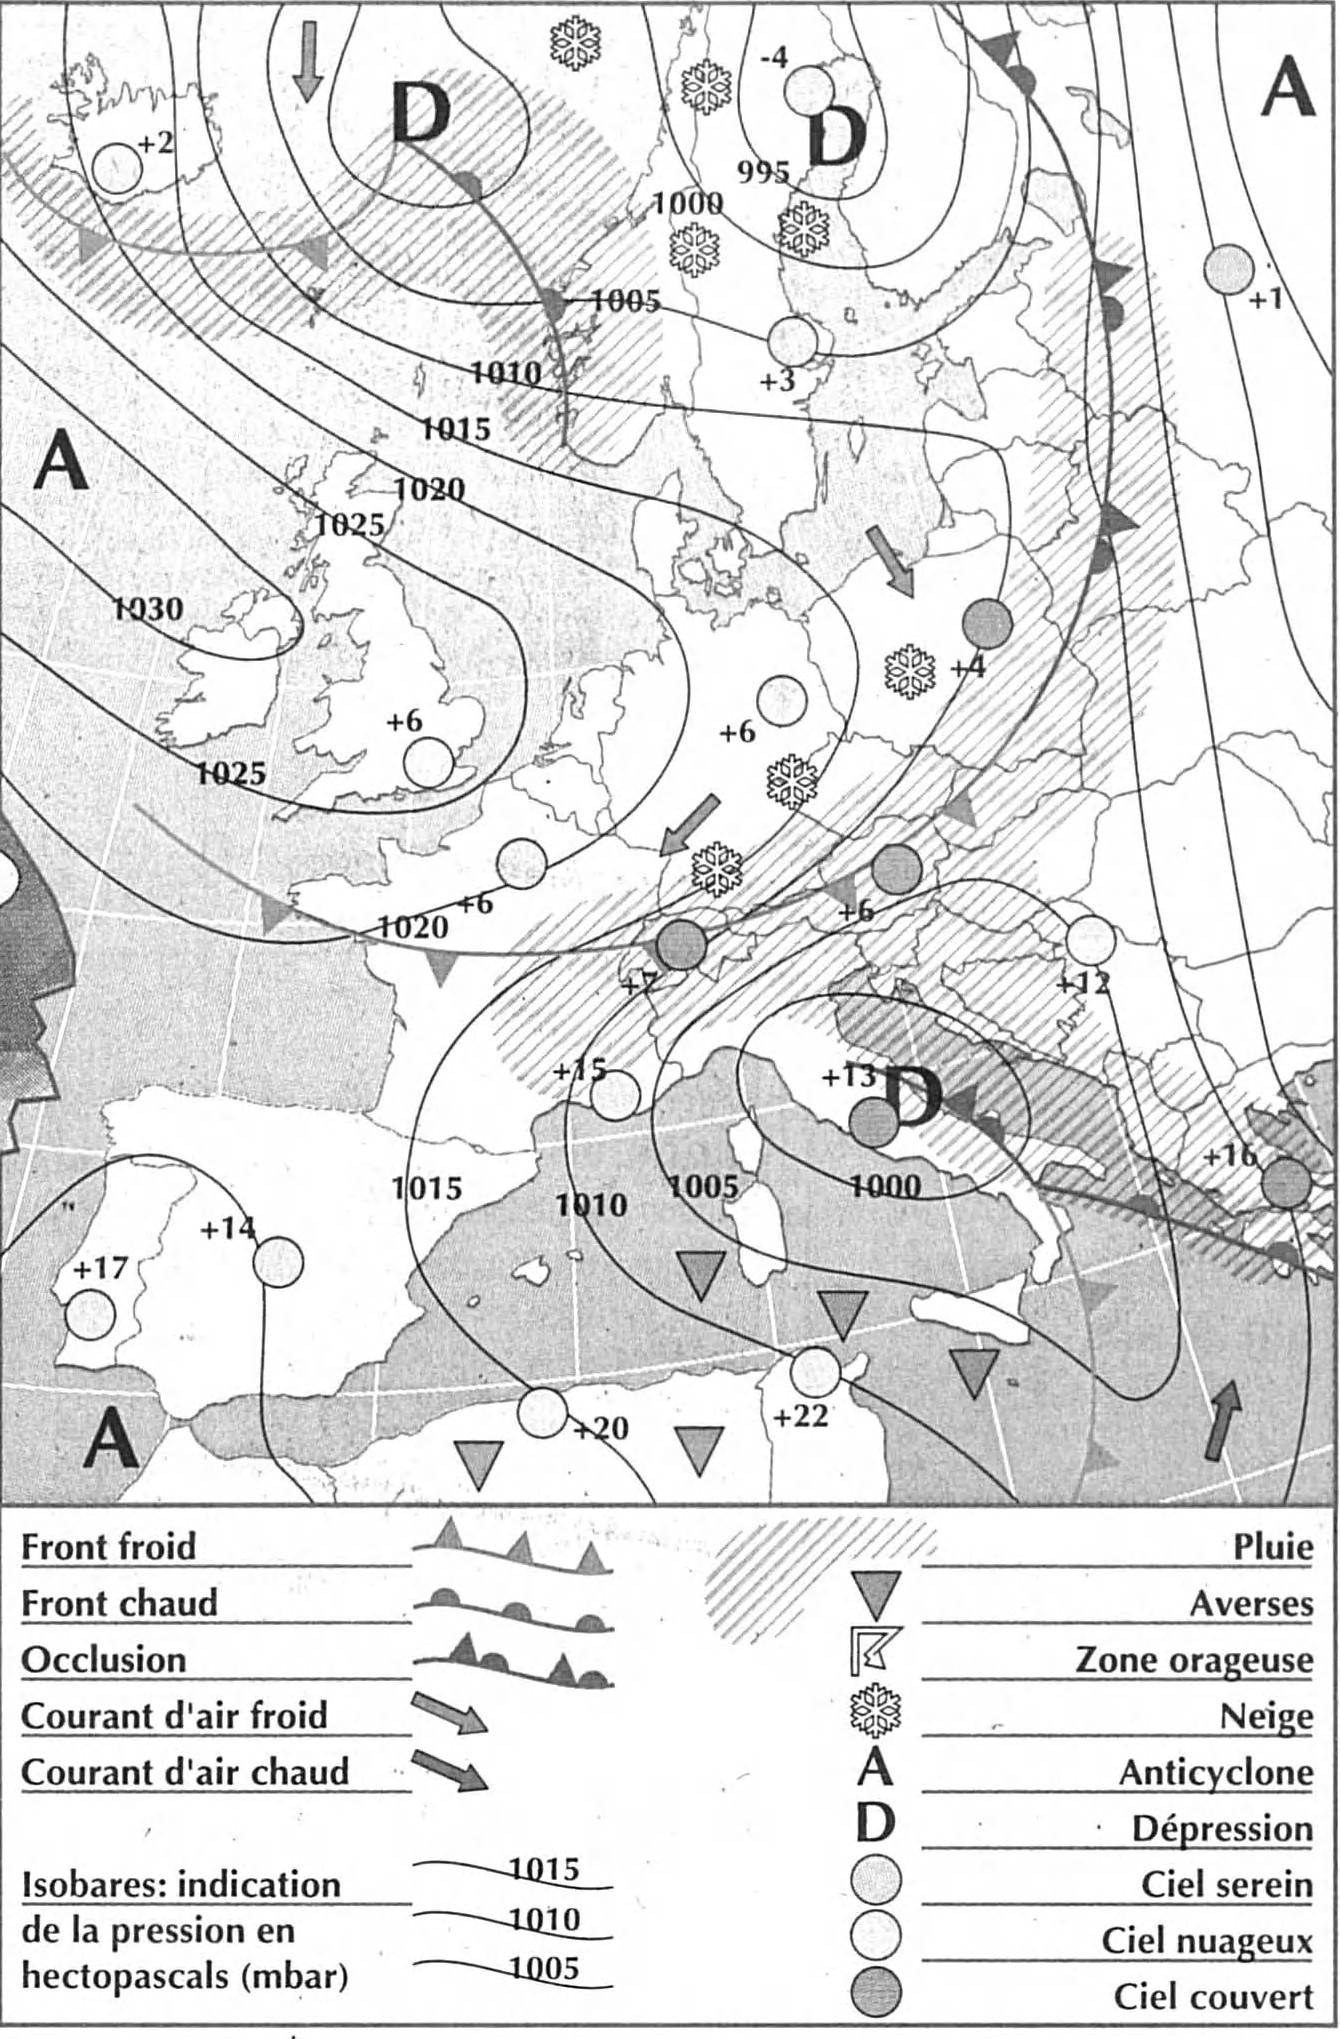 -4
A
D
D
+2
995
1000
+1
1005
+3
1010
1015
A
1020
1025
1030
+4
+6
+6
1025
+6
+6
1020
+7
+12
+15
+13
D
+16
1015
1010
1005
1000
+14
+17
A
+20
+22
Front froid
Front chaud
Occlusion
Courant d'air froid
Courant d'air chaud
Isobares: indication
de la pression en
hectopascals (mbar)
1015
1010
1005
Pluie
Averses
Zone orageuse
Neige
A Anticyclone
D Dépression
Ciel serein
Ciel nuageux
Ciel couvert